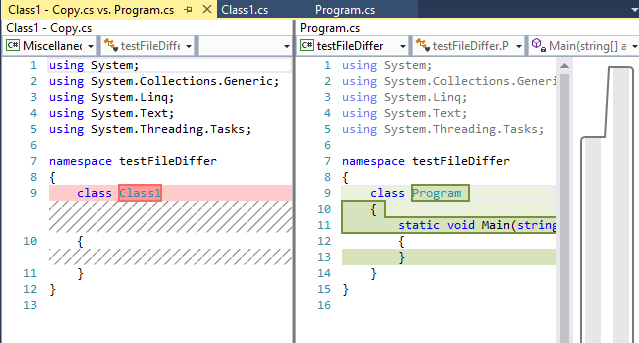 Class1 - Copy.cs vs. Program.cs Class1.cs Program.cs
Class1 - Copy.cs
C# Miscellanec testFileDiffe
1 using System;
2 using System.Collections.Generic;
3 using System.Linq;
4 using System.Text;
5 using System.Threading.Tasks;
6
7 namespace testFileDiffer
8 {
9 class Class1
10 {
11 }
12 }
13
Program.cs
C# testFileDiffer testFileDiffer.P Main(string[] a
1 using System;
2 using System.Collections.Generi
3 using System.Linq;
4 using System.Text;
5 using System.Threading.Tasks;
6
7 namespace testFileDiffer
8 {
9 class Program
10 {
11 static void Main(string
12 {
13 }
14 }
15 }
16